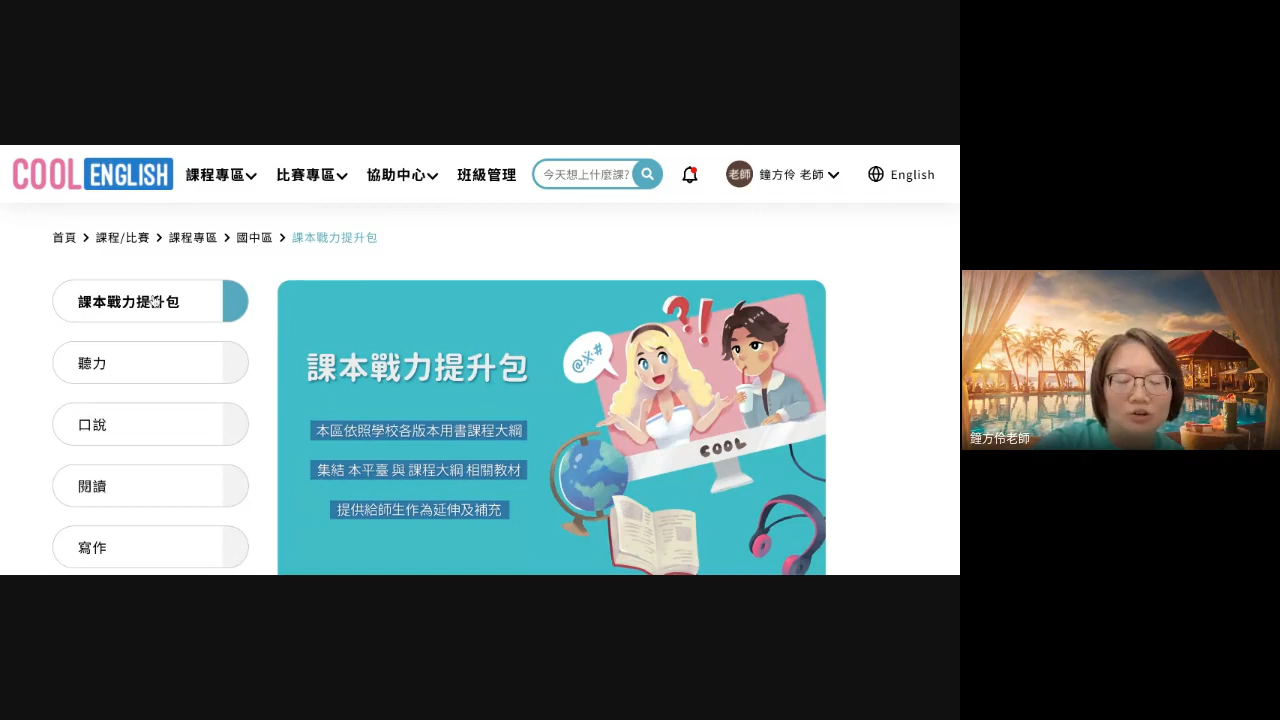 COOL ENGLISH 課程專區 比賽專區 協助中心 班級管理 今天想上什麼課? 老師 鐘方伶 老師 English
首頁 > 課程/比賽 > 課程專區 > 國中區 > 課本戰力提升包
課本戰力提升包
聽力
口說
閱讀
寫作
課本戰力提升包
本區依照學校各版本用書課程大綱
集結 本平臺 與 課程大綱 相關教材
提供給師生作為延伸及補充
@※#
?!
COOL
鐘方伶老師